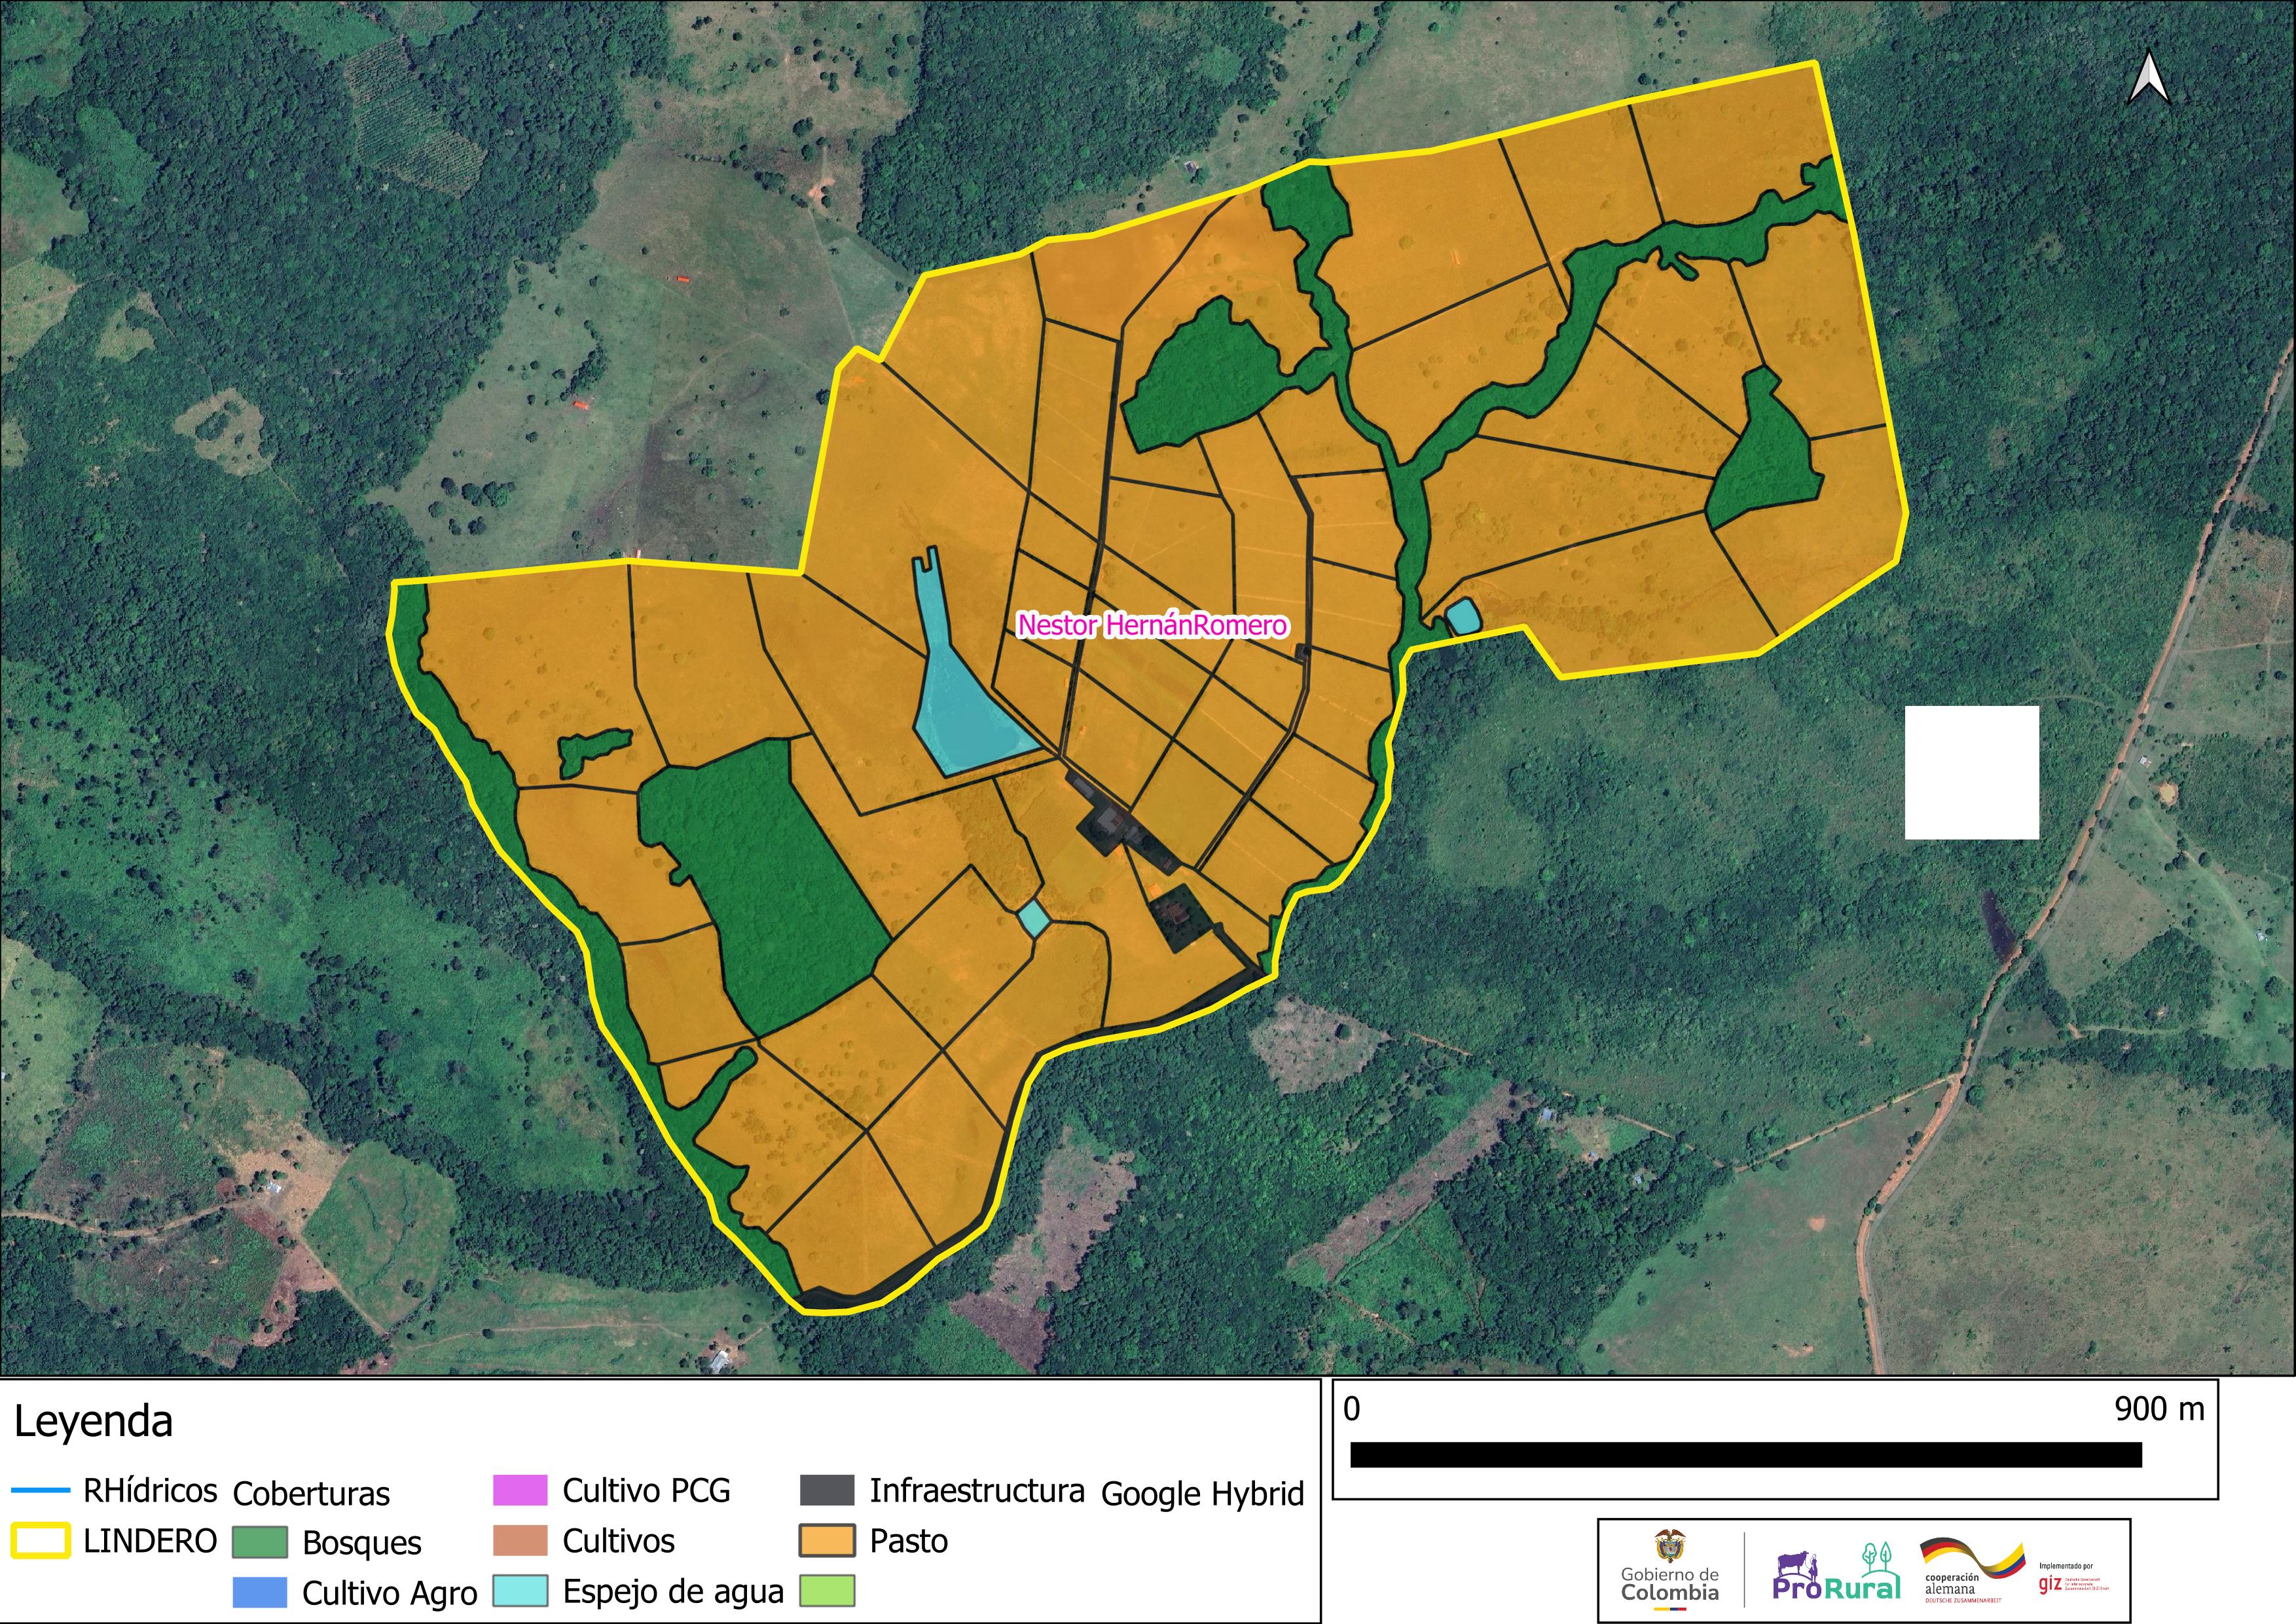 Nestor HernánRomero
Leyenda
RHídricos
LINDERO
Coberturas
Bosques
Cultivo Agro
Cultivo PCG
Cultivos
Espejo de agua
Infraestructura
Pasto
Google Hybrid
0 900 m
Gobierno de
Colombia
ProRural
cooperación
alemana
DEUTSCHE ZUSAMMENARBEIT
Implementado por
giz